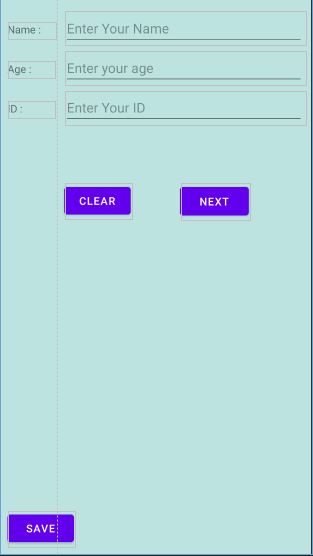 Name :
Enter Your Name
Age :
Enter your age
ID :
Enter Your ID
CLEAR
NEXT
SAVE